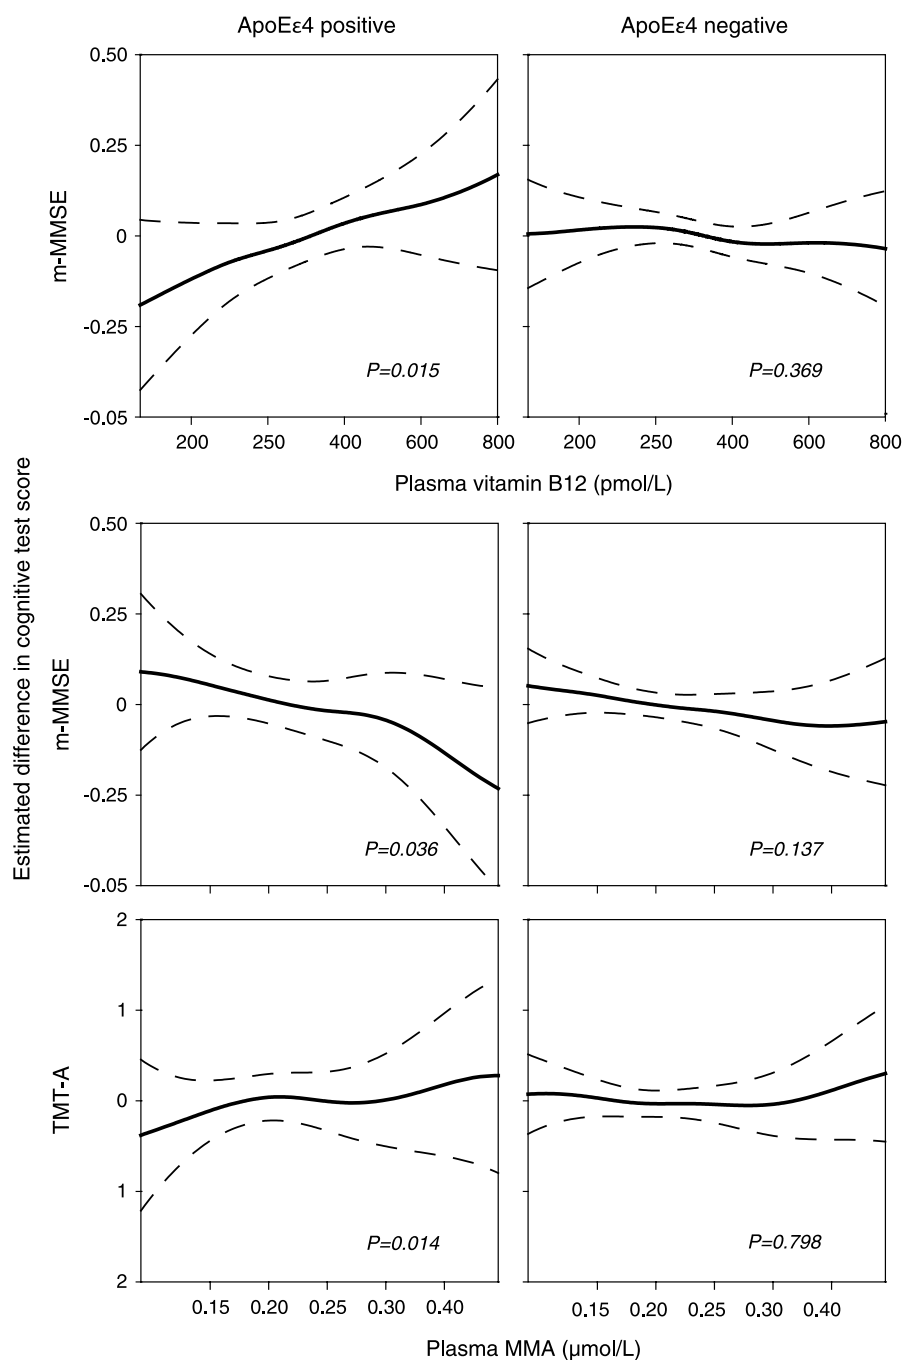 ApoEε4 positive
ApoEε4 negative
Estimated difference in cognitive test score
m-MMSE
0.50
0.25
0
-0.25
-0.05
P=0.015
P=0.369
200 250 400 600 800
200 250 400 600 800
Plasma vitamin B12 (pmol/L)
m-MMSE
0.50
0.25
0
-0.25
-0.05
P=0.036
P=0.137
TMT-A
2
1
0
1
2
P=0.014
P=0.798
0.15 0.20 0.25 0.30 0.40
0.15 0.20 0.25 0.30 0.40
Plasma MMA (μmol/L)